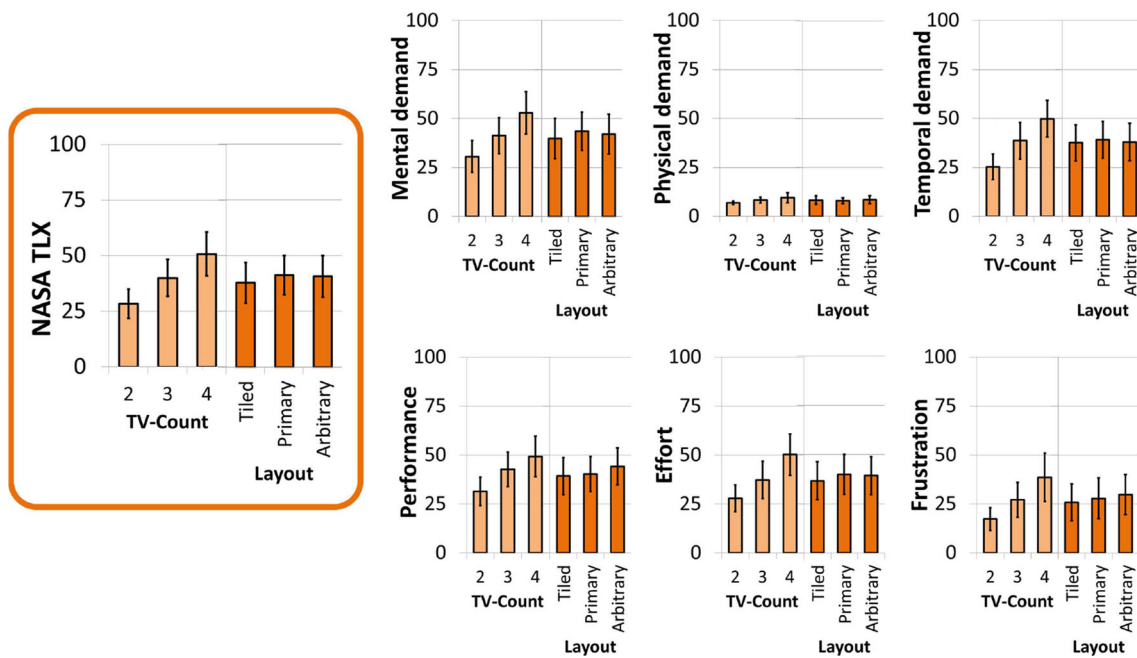 NASA TLX
100
75
50
25
0
2 3 4 Tiled Primary Arbitrary
TV-Count
Layout
Mental demand
100
75
50
25
0
2 3 4 Tiled Primary Arbitrary
TV-Count
Layout
Physical demand
100
75
50
25
0
2 3 4 Tiled Primary Arbitrary
TV-Count
Layout
Temporal demand
100
75
50
25
0
2 3 4 Tiled Primary Arbitrary
TV-Count
Layout
Performance
100
75
50
25
0
2 3 4 Tiled Primary Arbitrary
TV-Count
Layout
Effort
100
75
50
25
0
2 3 4 Tiled Primary Arbitrary
TV-Count
Layout
Frustration
100
75
50
25
0
2 3 4 Tiled Primary Arbitrary
TV-Count
Layout